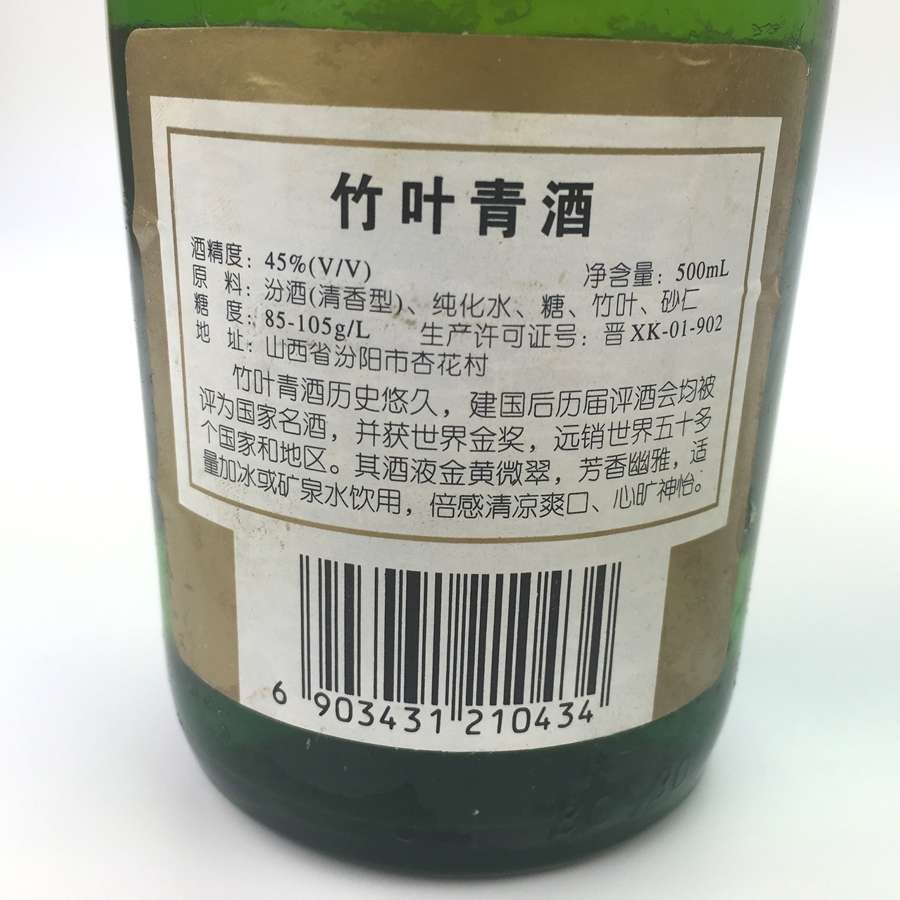 竹叶青酒
酒精度：45%(V/V) 净含量：500mL
原料：汾酒(清香型)、纯化水、糖、竹叶、砂仁
糖度：85-105g/L 生产许可证号：晋XK-01-902
地址：山西省汾阳市杏花村
竹叶青酒历史悠久，建国后历届评酒会均被
评为国家名酒，并获世界金奖，远销世界五十多
个国家和地区。其酒液金黄微翠，芳香幽雅，适
量加冰或矿泉水饮用，倍感清凉爽口、心旷神怡。
6 903431 210434